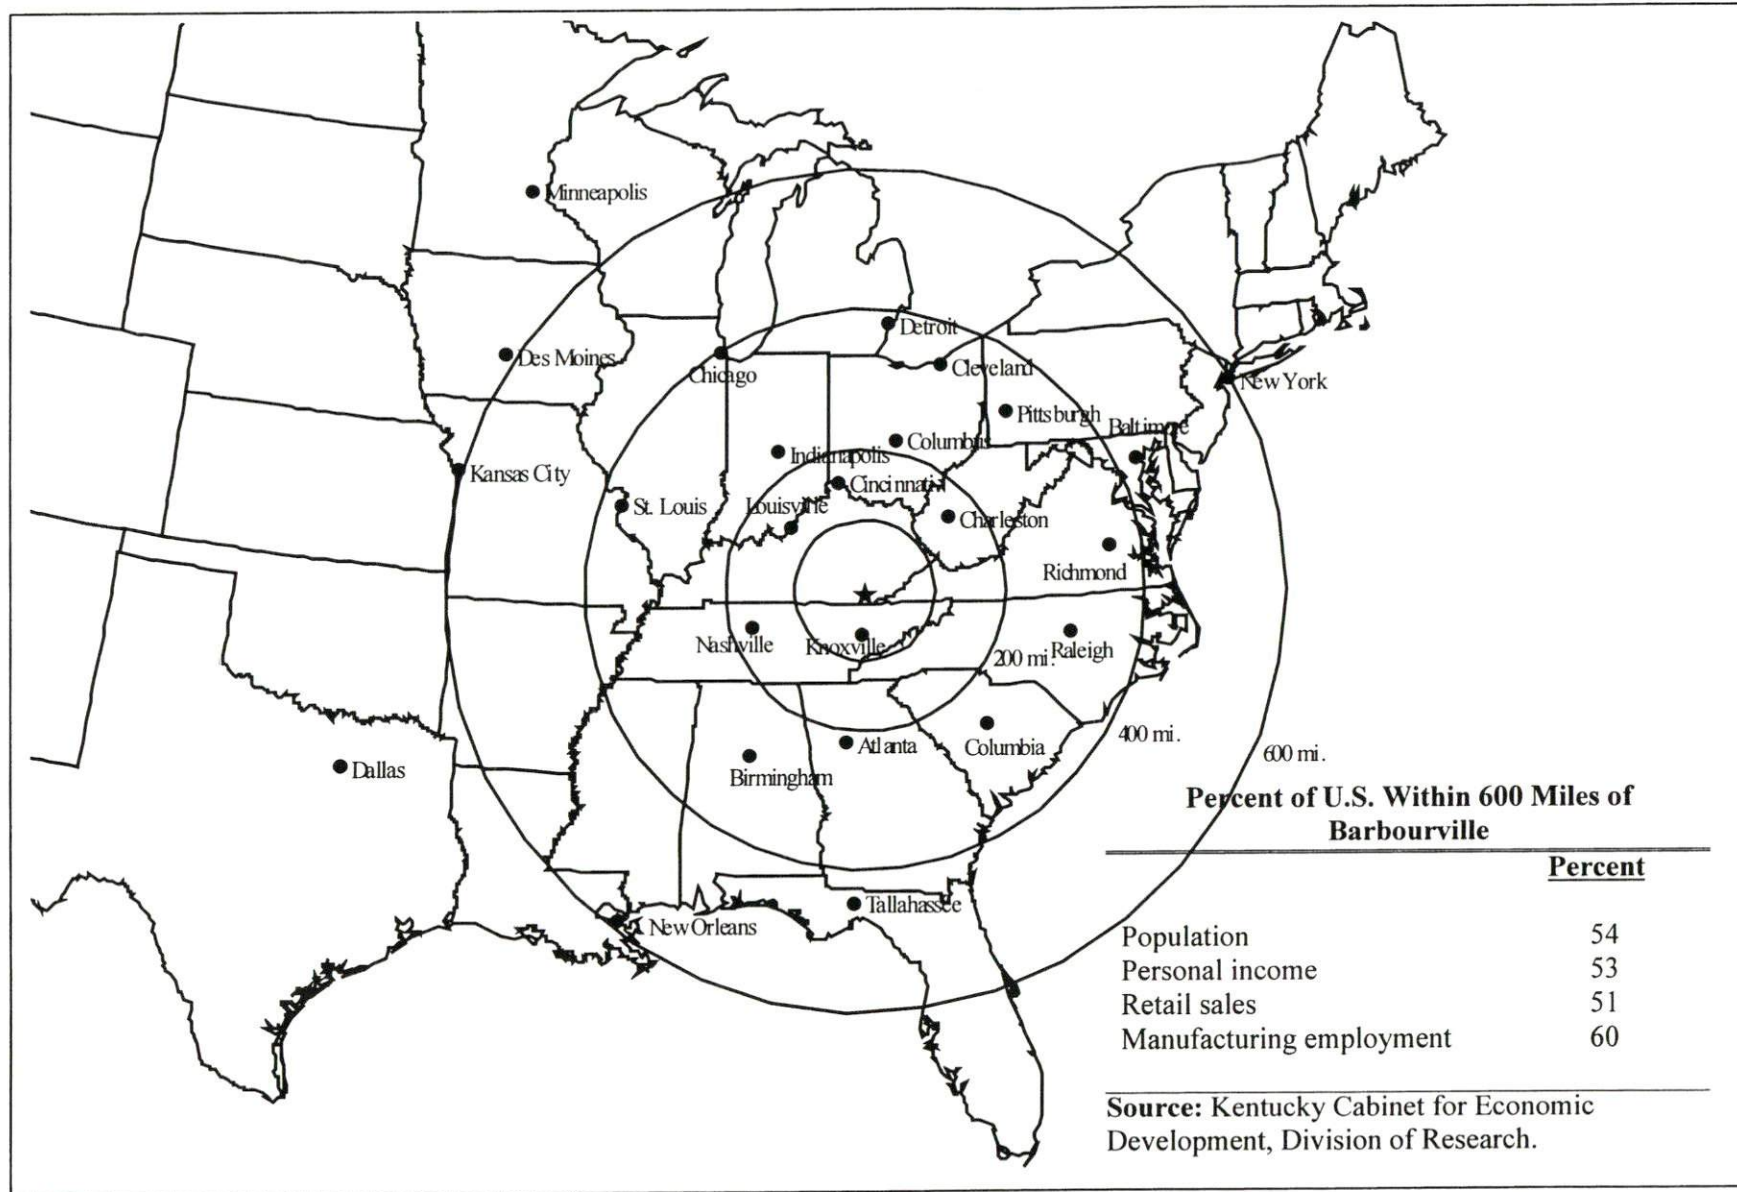 Minneapolis
Detroit
Des Moines
Chicago
Cleveland
New York
Pittsburgh
Baltimore
Columbus
Indianapolis
Kansas City
Cincinnati
St. Louis
Louisville
Charleston
Richmond
Nashville
Knoxville
Raleigh
200 mi.
400 mi.
Atlanta
Columbia
600 mi.
Dallas
Birmingham
Tallahassee
New Orleans
Percent of U.S. Within 600 Miles of
Barbourville
Percent
Population 54
Personal income 53
Retail sales 51
Manufacturing employment 60
Source: Kentucky Cabinet for Economic
Development, Division of Research.